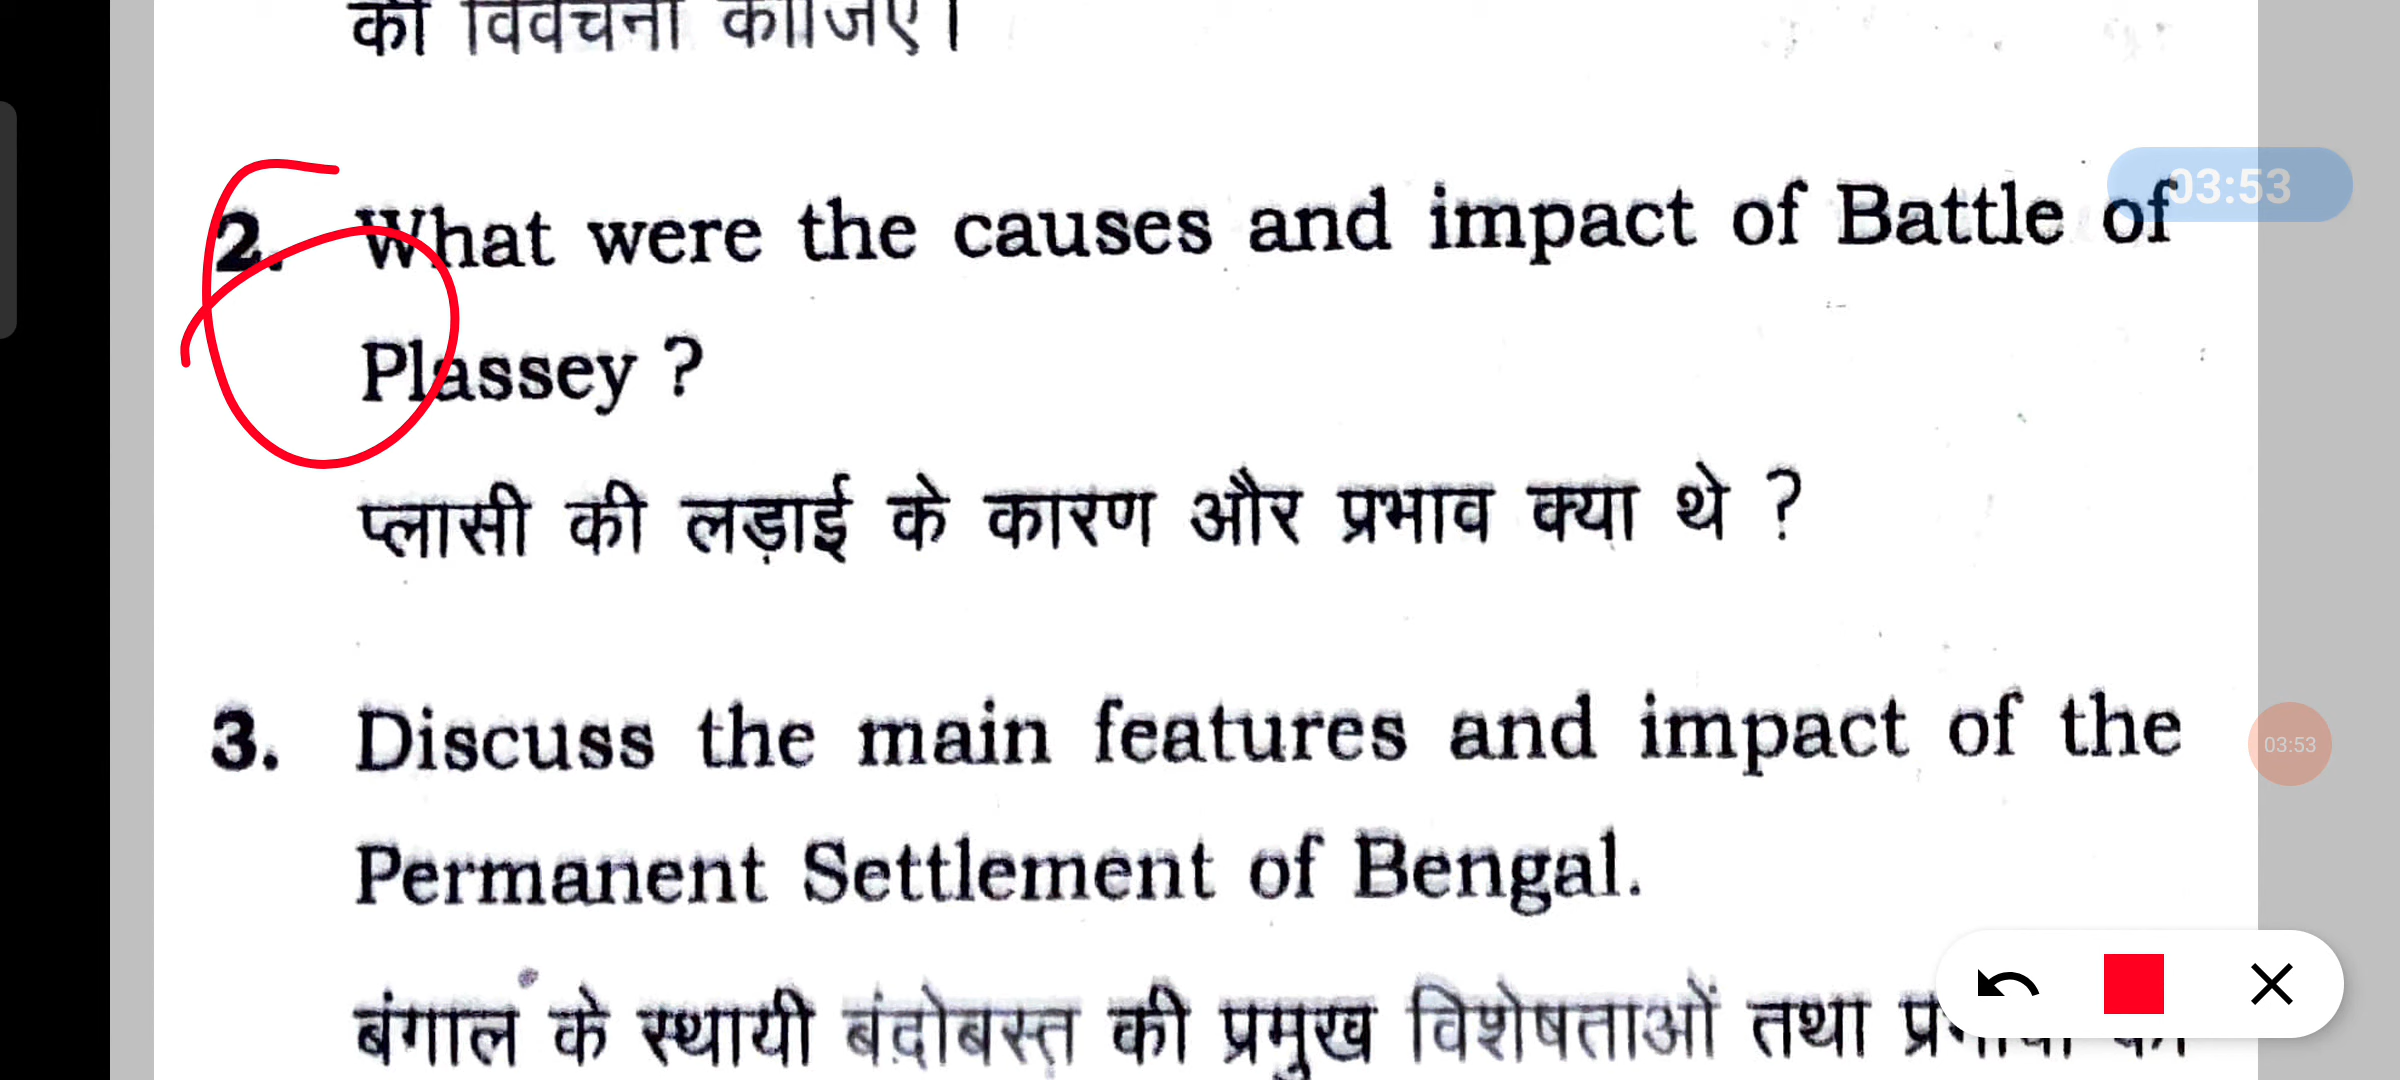 की विवेचना कीजिए।
2. What were the causes and impact of Battle of
03:53
Plassey ?
प्लासी की लड़ाई के कारण और प्रभाव क्या थे ?
3. Discuss the main features and impact of the
03:53
Permanent Settlement of Bengal.
बंगाल के स्थायी बंदोबस्त की प्रमुख विशेषताओं तथा